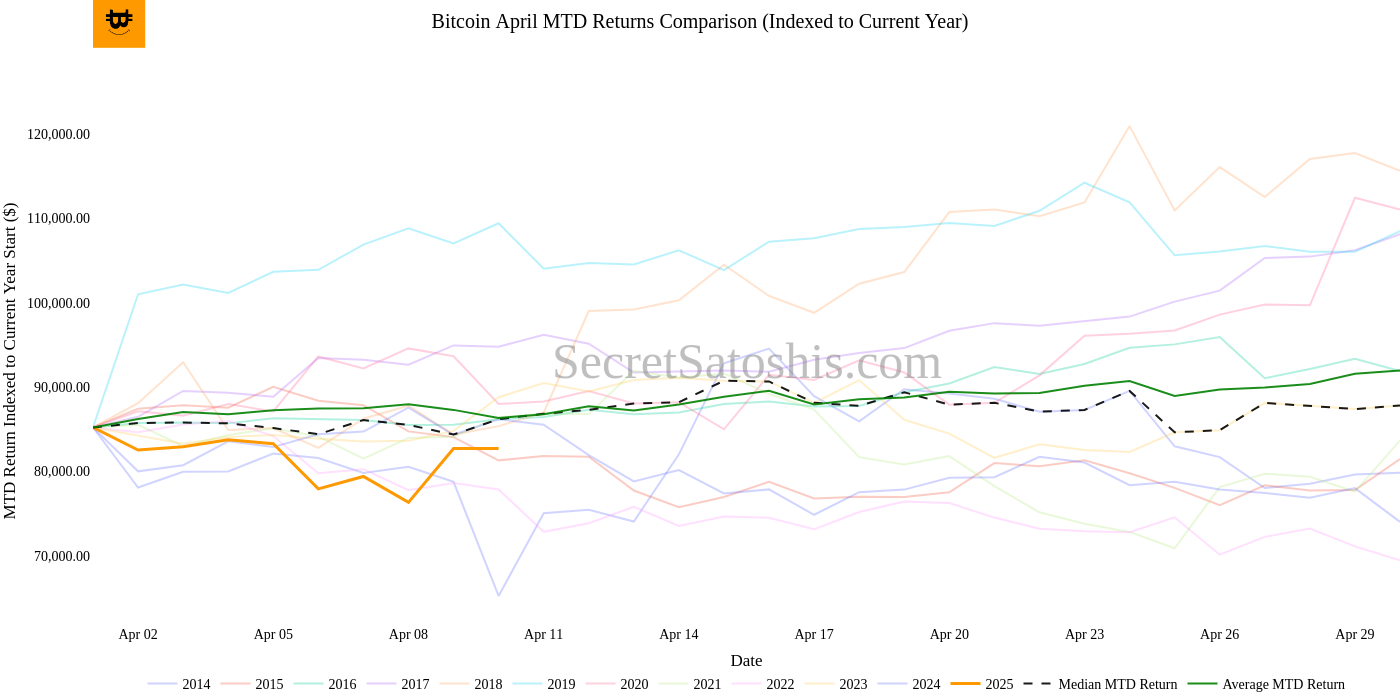 Bitcoin April MTD Returns Comparison (Indexed to Current Year)
MTD Return Indexed to Current Year Start ($)
120,000.00
110,000.00
100,000.00
90,000.00
80,000.00
70,000.00
SecretSatoshis.com
Apr 02 Apr 05 Apr 08 Apr 11 Apr 14 Apr 17 Apr 20 Apr 23 Apr 26 Apr 29
Date
2014 2015 2016 2017 2018 2019 2020 2021 2022 2023 2024 2025 Median MTD Return Average MTD Return